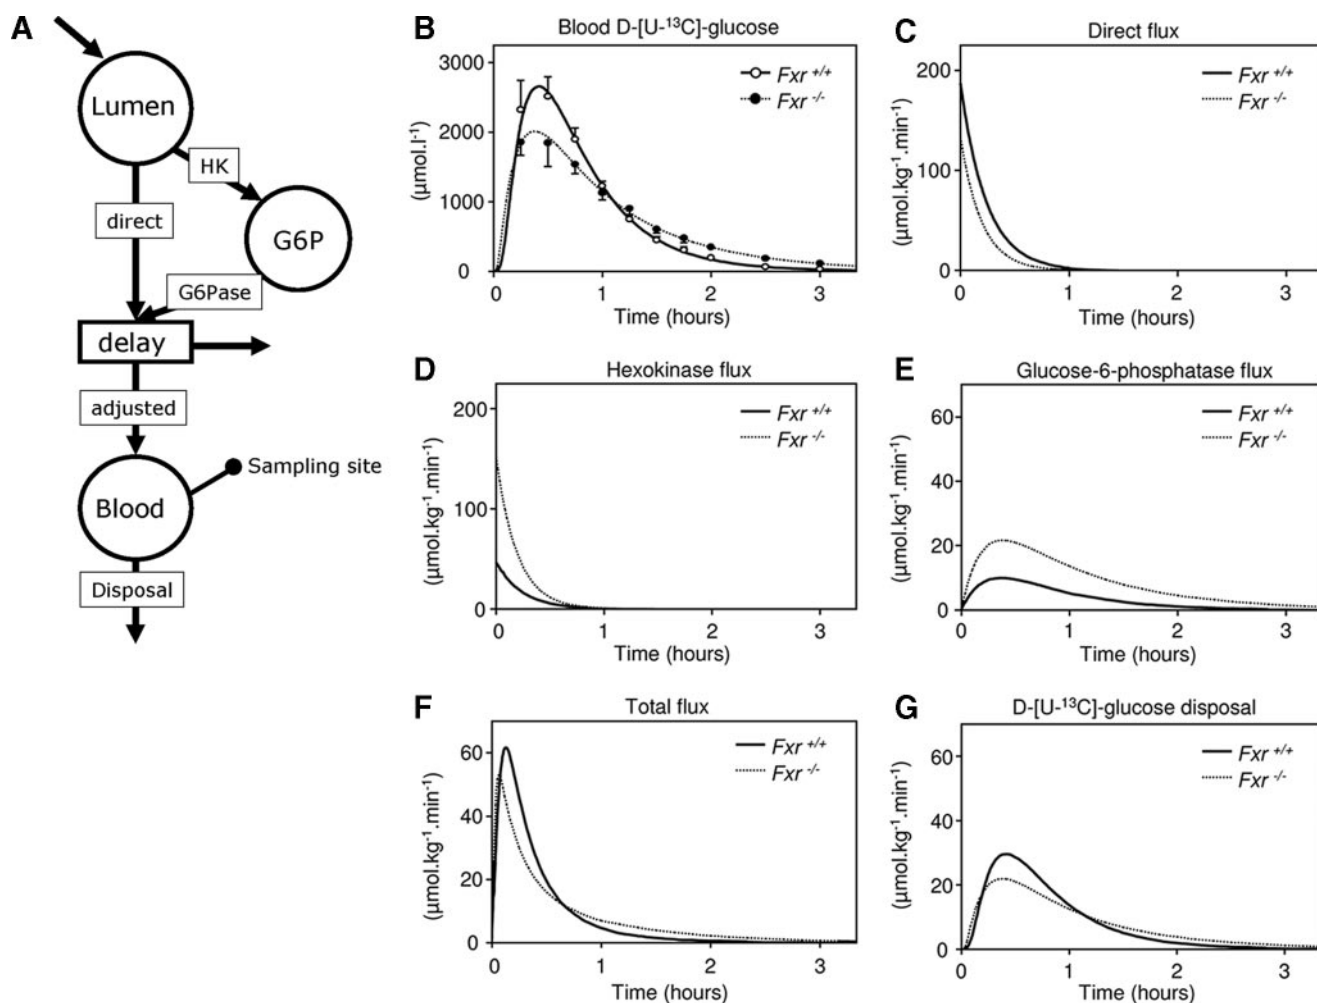 A
Lumen
HK
direct
G6P
G6Pase
delay
adjusted
Sampling site
Blood
Disposal
B
Blood D-[U-¹³C]-glucose
3000
2000
1000
0
(µmol.l⁻¹)
Fxr +/+
Fxr -/-
0 1 2 3
Time (hours)
C
Direct flux
200
100
0
(µmol.kg⁻¹.min⁻¹)
Fxr +/+
Fxr -/-
0 1 2 3
Time (hours)
D
Hexokinase flux
200
100
0
(µmol.kg⁻¹.min⁻¹)
Fxr +/+
Fxr -/-
0 1 2 3
Time (hours)
E
Glucose-6-phosphatase flux
60
40
20
0
(µmol.kg⁻¹.min⁻¹)
Fxr +/+
Fxr -/-
0 1 2 3
Time (hours)
F
Total flux
60
40
20
0
(µmol.kg⁻¹.min⁻¹)
Fxr +/+
Fxr -/-
0 1 2 3
Time (hours)
G
D-[U-¹³C]-glucose disposal
60
40
20
0
(µmol.kg⁻¹.min⁻¹)
Fxr +/+
Fxr -/-
0 1 2 3
Time (hours)